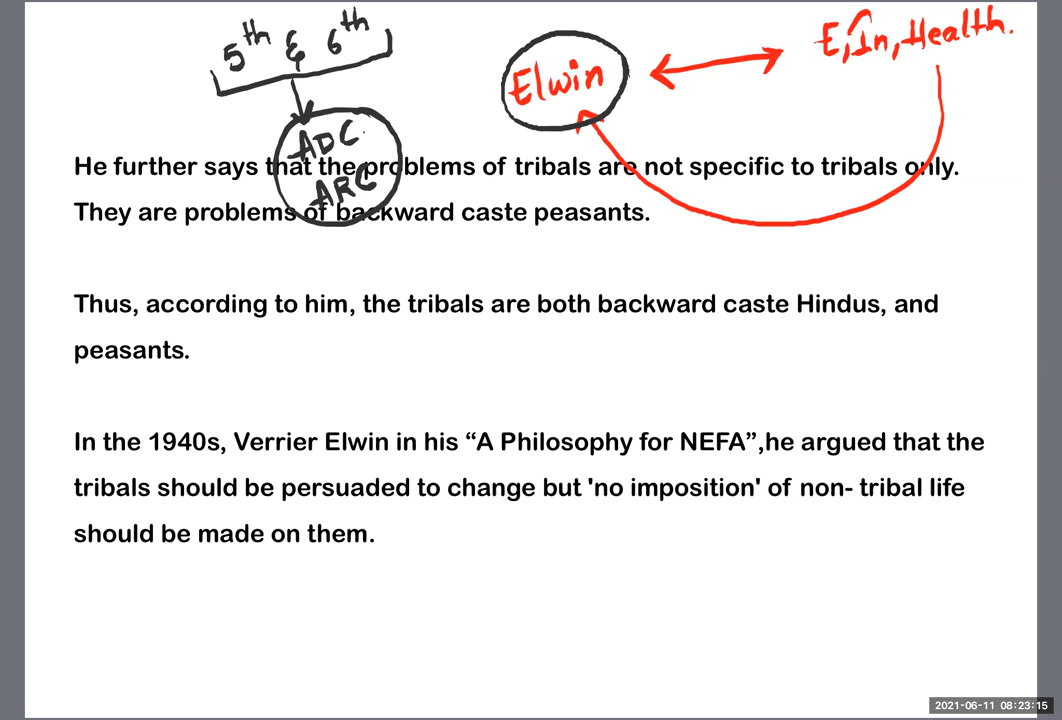 5th & 6th
Elwin
E, In, Health.
ADC
ARC
He further says that the problems of tribals are not specific to tribals only.
They are problems of backward caste peasants.
Thus, according to him, the tribals are both backward caste Hindus, and
peasants.
In the 1940s, Verrier Elwin in his “A Philosophy for NEFA”,he argued that the
tribals should be persuaded to change but 'no imposition' of non- tribal life
should be made on them.
2021-06-11 08:23:15